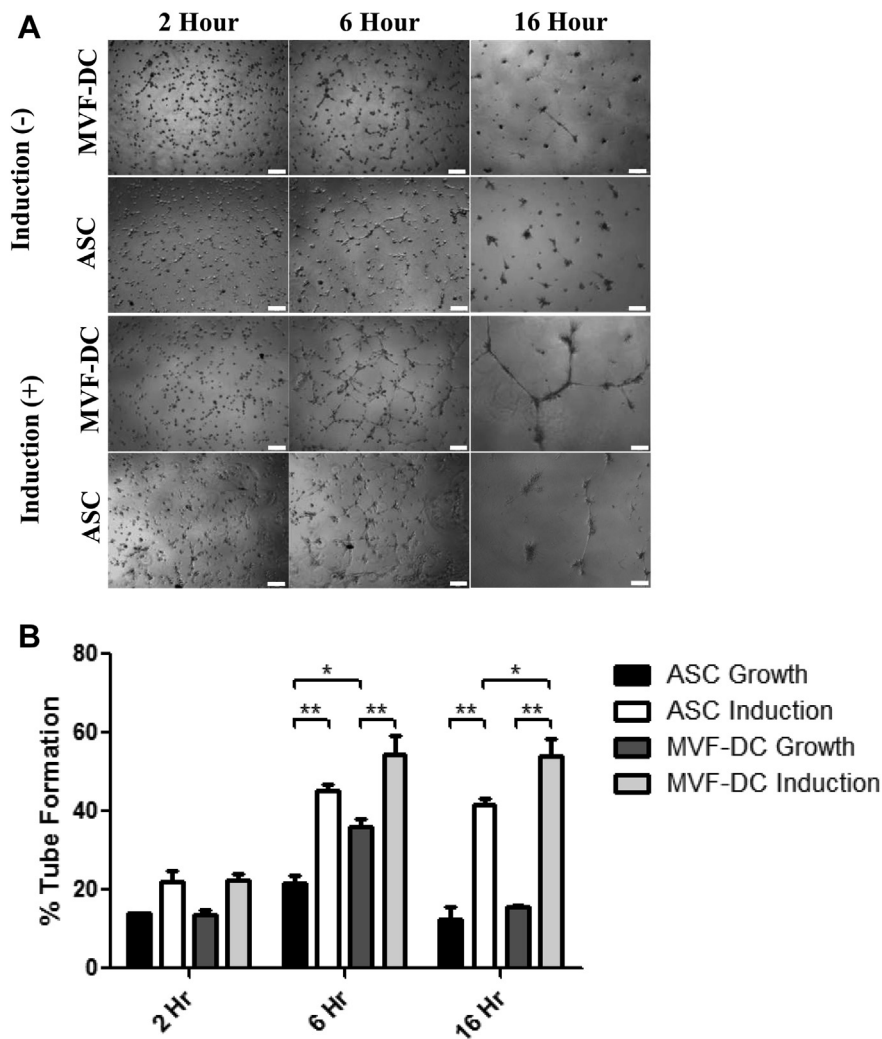 A
2 Hour 6 Hour 16 Hour
Induction (-)
MVF-DC
ASC
Induction (+)
MVF-DC
ASC
B
% Tube Formation
80
60
40
20
0
* ** ** ** * **
2 Hr 6 Hr 16 Hr
ASC Growth
ASC Induction
MVF-DC Growth
MVF-DC Induction